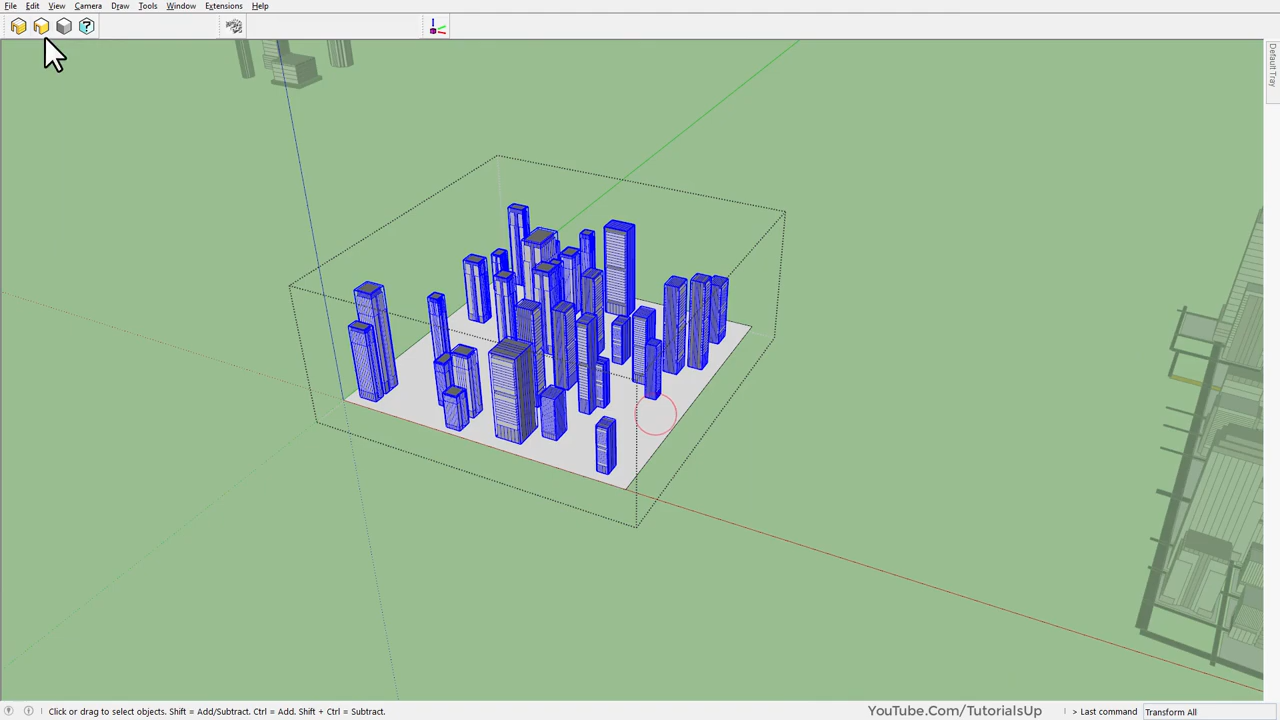 File Edit View Camera Draw Tools Window Extensions Help
Default Tray
Click or drag to select objects. Shift = Add/Subtract. Ctrl = Add. Shift + Ctrl = Subtract.
YouTube.Com/TutorialsUp
> Last command Transform All